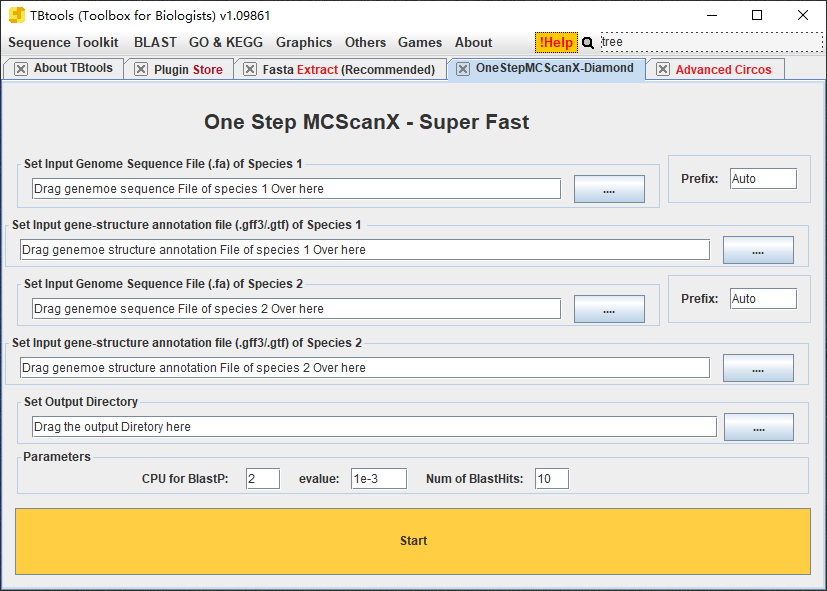 TBtools (Toolbox for Biologists) v1.09861
Sequence Toolkit BLAST GO & KEGG Graphics Others Games About !Help tree
About TBtools Plugin Store Fasta Extract (Recommended) OneStepMCScanX-Diamond Advanced Circos
One Step MCScanX - Super Fast
Set Input Genome Sequence File (.fa) of Species 1
Drag genemoe sequence File of species 1 Over here .... Prefix: Auto
Set Input gene-structure annotation file (.gff3/.gtf) of Species 1
Drag genemoe structure annotation File of species 1 Over here ....
Set Input Genome Sequence File (.fa) of Species 2
Drag genemoe sequence File of species 2 Over here .... Prefix: Auto
Set Input gene-structure annotation file (.gff3/.gtf) of Species 2
Drag genemoe structure annotation File of species 2 Over here ....
Set Output Directory
Drag the output Diretory here ....
Parameters
CPU for BlastP: 2 evalue: 1e-3 Num of BlastHits: 10
Start